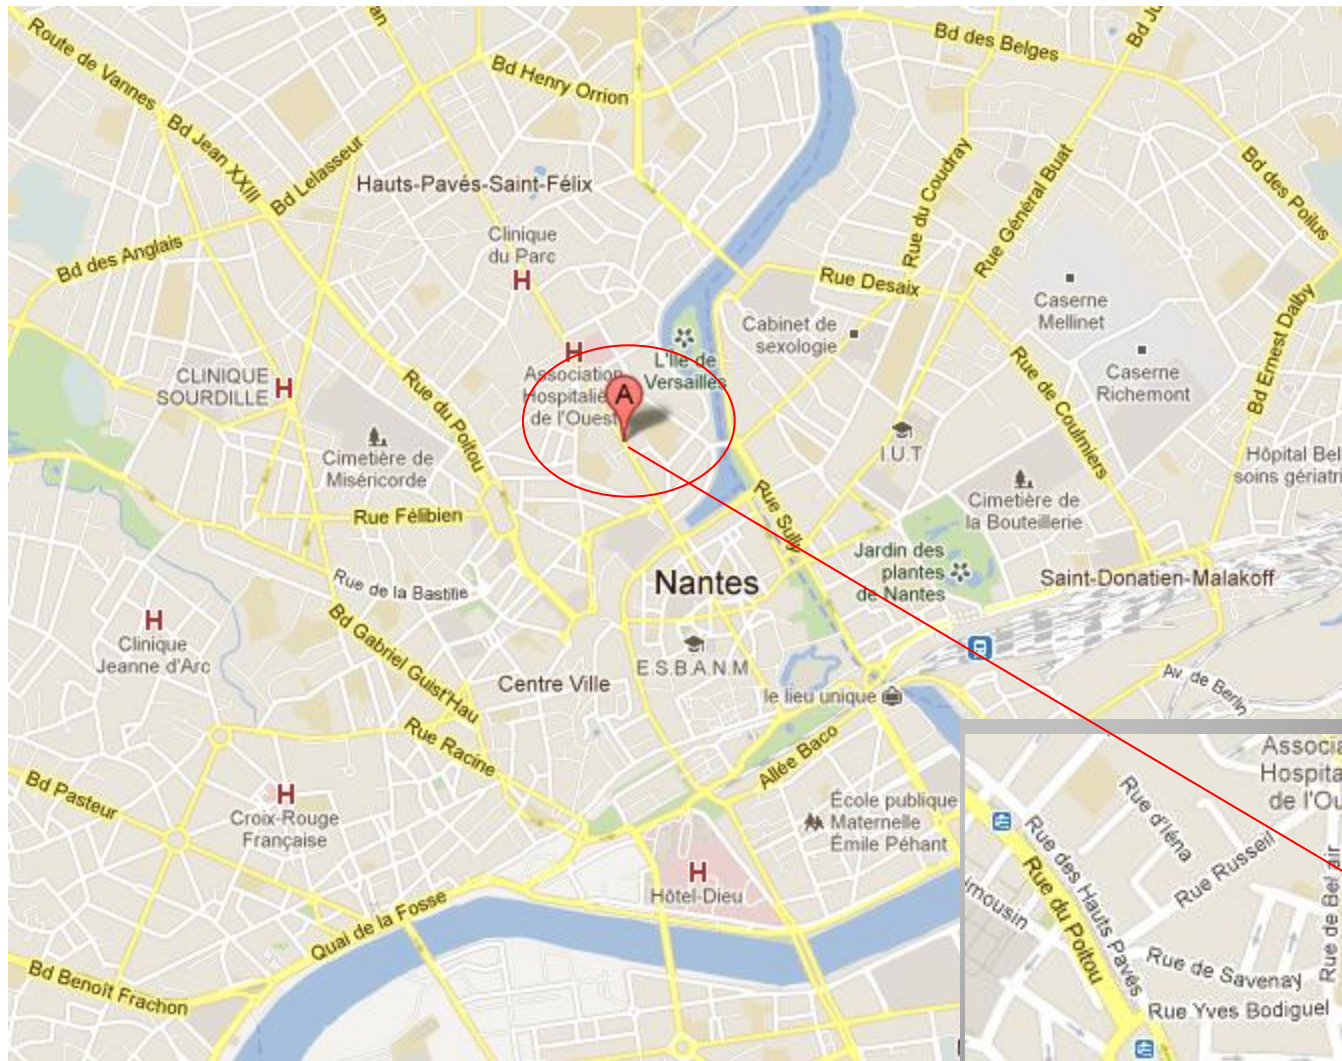 Route de Vannes
Bd Jean XXIII
Bd Lelasseur
Bd Henry Orrion
Bd des Belges
Bd des Poilus
Hauts-Pavés-Saint-Félix
Clinique
du Parc
H
Bd des Anglais
Rue du Coudray
Rue Général Buat
Rue Desaix
Caserne
Mellinet
Cabinet de
sexologie
Caserne
Richemont
Bd Ernest Dalby
L'Île de
Versailles
H
Association
A
de l'Ouest
CLINIQUE
SOURDILLE
H
Rue du Poitou
Rue de Coulmiers
Cimetière de
Miséricorde
I.U.T
Hôpital Bel
soins gériatri
Cimetière de
la Bouteillerie
Rue Félibien
Rue Sully
Jardin des
plantes
de Nantes
Nantes
Saint-Donatien-Malakoff
Rue de la Bastille
H
Clinique
Jeanne d'Arc
Bd Gabriel Guist'Hau
E.S.B.A.N.M
Centre Ville
le lieu unique
Av. de Berlin
Rue Racine
Allée Baco
Bd Pasteur
H
Croix-Rouge
Française
École publique
Maternelle
Émile Péhant
H
Hôtel-Dieu
Quai de la Fosse
Bd Benoît Frachon
Associa
Hospita
de l'Ou
Rue d'Iéna
Rue Russeil
Rue des Hauts Pavés
Rue du Poitou
Rue de Bel air
Rue de Savenay
Rue Yves Bodiguel